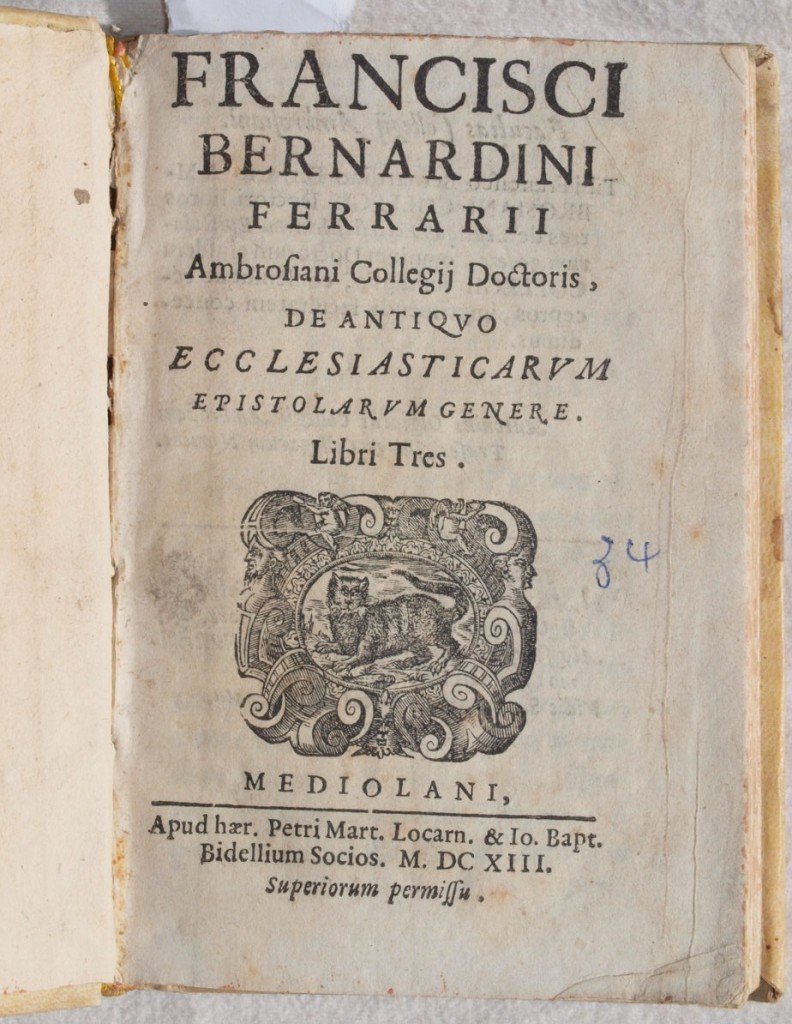 FRANCISCI
BERNARDINI
FERRARII
Ambroſiani Collegij Doctoris,
DE ANTIQVO
ECCLESIASTICARVM
EPISTOLARVM GENERE.
Libri Tres.
34
MEDIOLANI,
Apud hær. Petri Mart. Locarn. & Io. Bapt.
Bidellium Socios. M. DC XIII.
Superiorum permiſſu.